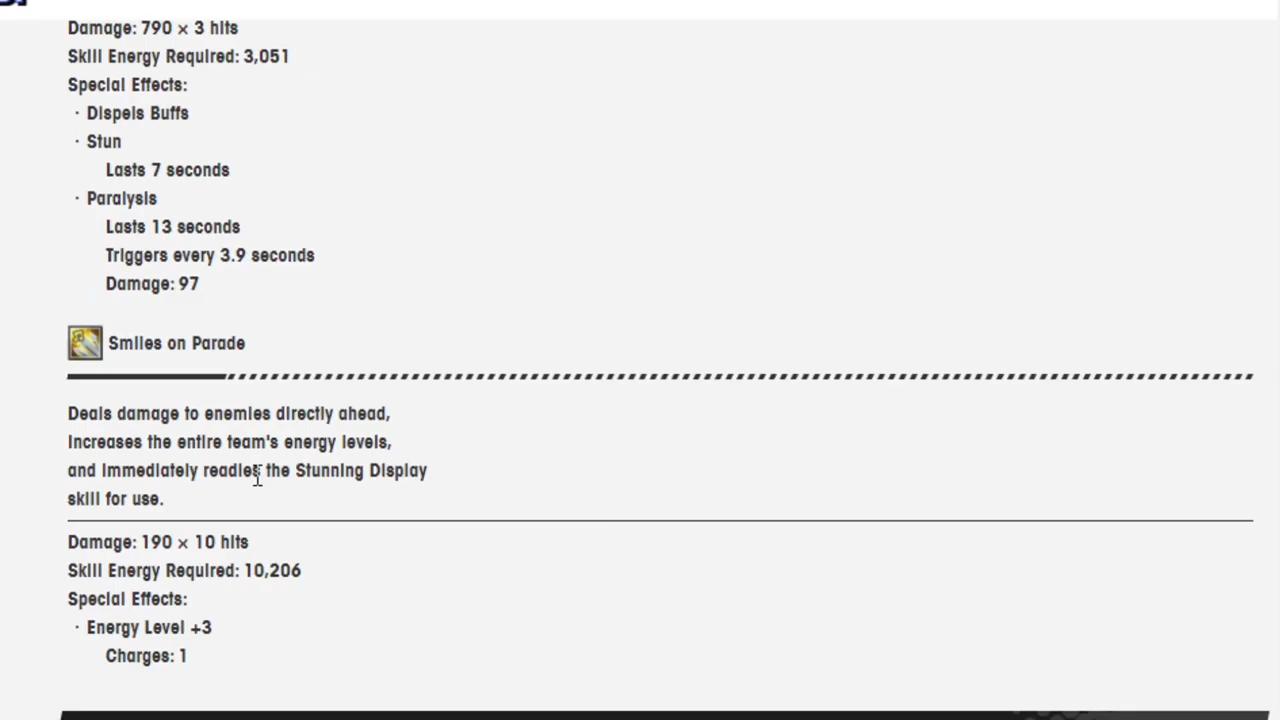 Damage: 790 × 3 hits
Skill Energy Required: 3,051
Special Effects:
· Dispels Buffs
· Stun
Lasts 7 seconds
· Paralysis
Lasts 13 seconds
Triggers every 3.9 seconds
Damage: 97
Smiles on Parade
Deals damage to enemies directly ahead,
increases the entire team's energy levels,
and immediately readies the Stunning Display
skill for use.
Damage: 190 × 10 hits
Skill Energy Required: 10,206
Special Effects:
· Energy Level +3
Charges: 1